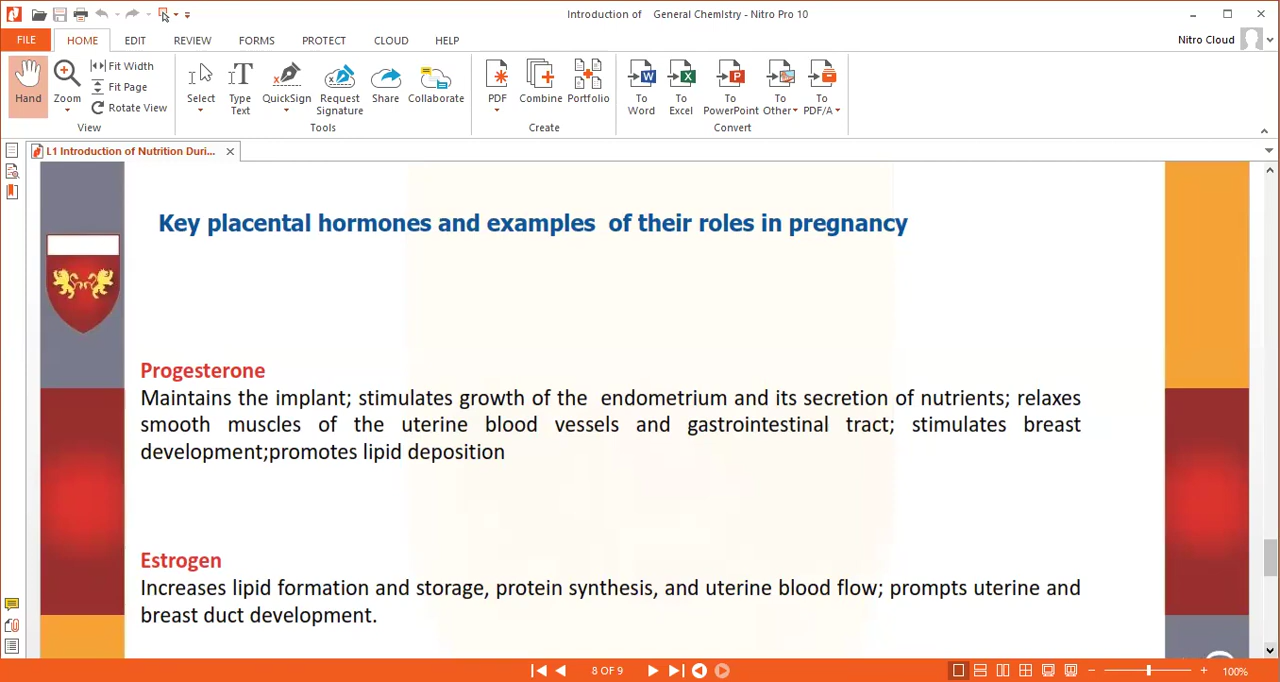 Introduction of General Chemlstry - Nitro Pro 10
FILE
HOME
EDIT
REVIEW
FORMS
PROTECT
CLOUD
HELP
Nitro Cloud
Hand
Zoom
Fit Width
Fit Page
Rotate View
View
Select
Type Text
QuickSign
Request Signature
Share
Collaborate
Tools
PDF
Combine
Portfolio
Create
To Word
To Excel
To PowerPoint
To Other
To PDF/A
Convert
L1 Introduction of Nutrition Duri...
Key placental hormones and examples of their roles in pregnancy
Progesterone
Maintains the implant; stimulates growth of the endometrium and its secretion of nutrients; relaxes
smooth muscles of the uterine blood vessels and gastrointestinal tract; stimulates breast
development;promotes lipid deposition
Estrogen
Increases lipid formation and storage, protein synthesis, and uterine blood flow; prompts uterine and
breast duct development.
8 OF 9
100%